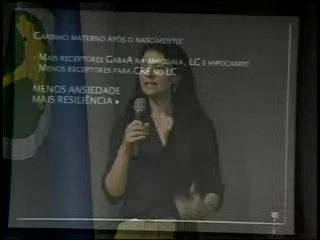 CARINHO MATERNO APÓS O NASCIMENTO:
- MAIS RECEPTORES GABAA NA AMIGDALA, LC E HIPOCAMPO
- MENOS RECEPTORES PARA CRF NO LC
MENOS ANSIEDADE
MAIS RESILIÊNCIA